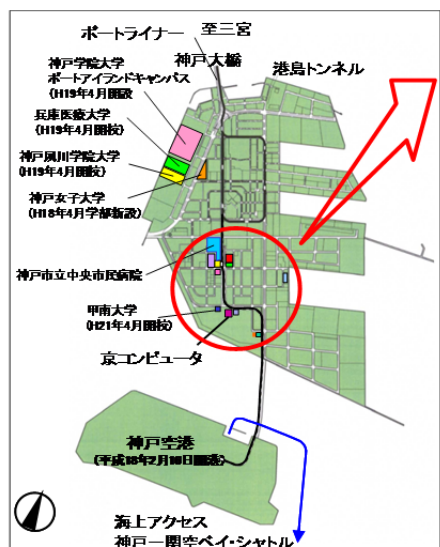 至三宮
ポートライナー
神戸大橋
港島トンネル
神戸学院大学
ポートアイランドキャンパス
(H19年4月開設
兵庫医療大学
(H19年4月開校)
神戸夙川学院大学
(H19年4月開校)
神戸女子大学
(H18年4月学部新設)
神戸市立中央市民病院
甲南大学
(H21年4月開校)
京コンピュータ
神戸空港
(平成18年2月16日開港)
海上アクセス
神戸ー関空ベイ・シャトル